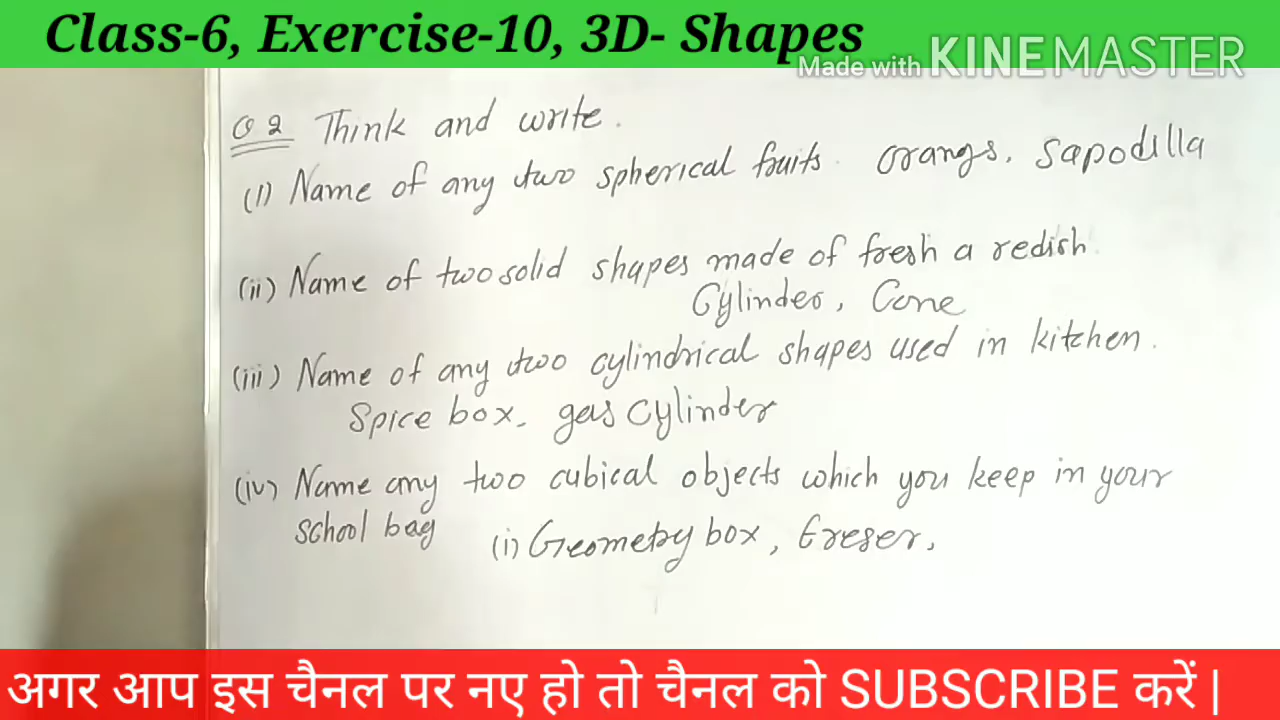 Class-6, Exercise-10, 3D- Shapes
Made with KINEMASTER
Q 2 Think and write.
(i) Name of any two spherical fruits. orangs, Sapodilla
(ii) Name of two solid shapes made of fresh a redish.
Cylinder, Cone
(iii) Name of any two cylindrical shapes used in kitchen.
Spice box, gas cylinder
(iv) Name any two cubical objects which you keep in your
school bag (i) Geometry box, Ereser,
अगर आप इस चैनल पर नए हो तो चैनल को SUBSCRIBE करें |